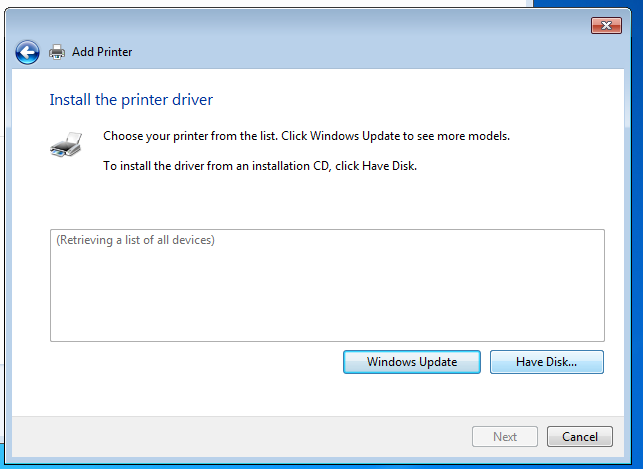 Add Printer
Install the printer driver
Choose your printer from the list. Click Windows Update to see more models.
To install the driver from an installation CD, click Have Disk.
(Retrieving a list of all devices)
Windows Update
Have Disk...
Next
Cancel